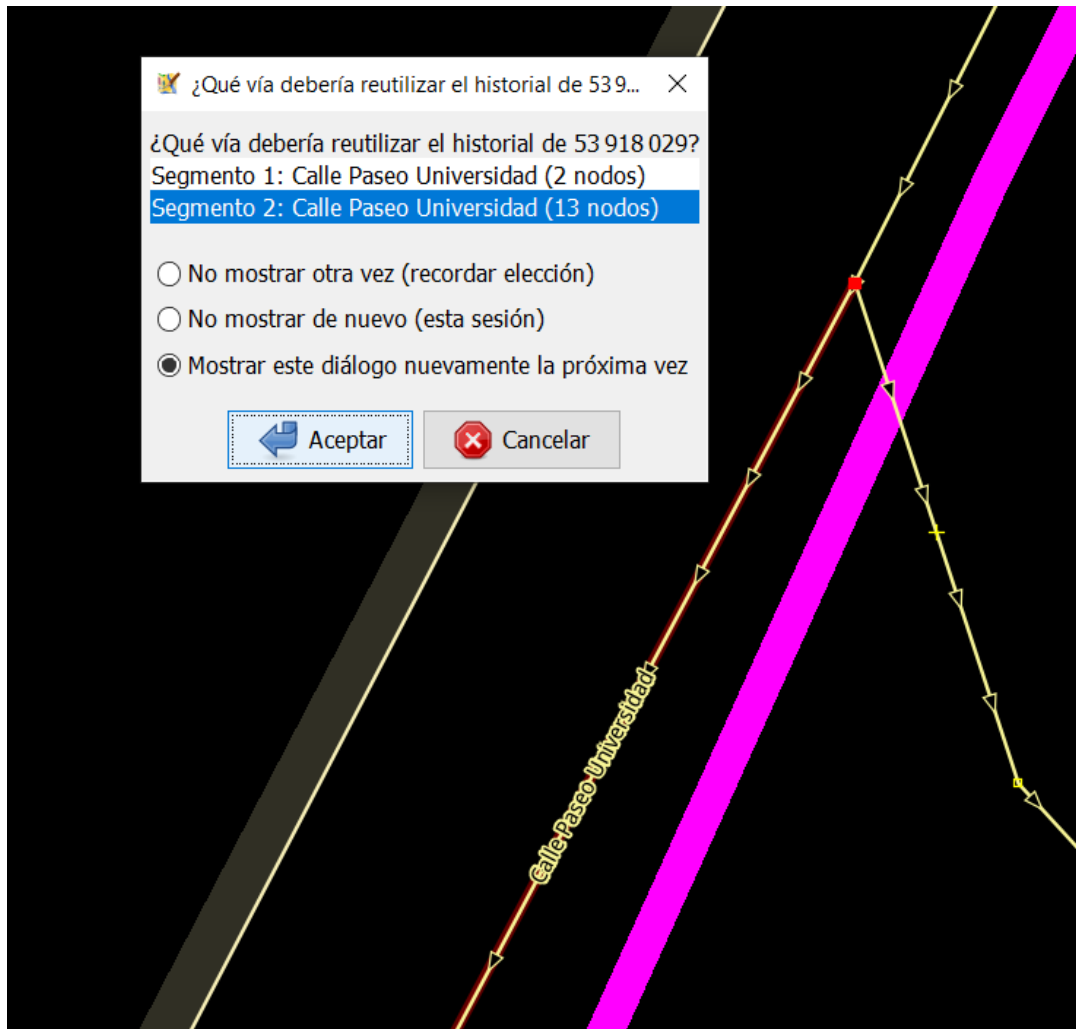 ¿Qué vía debería reutilizar el historial de 53 9...
¿Qué vía debería reutilizar el historial de 53 918 029?
Segmento 1: Calle Paseo Universidad (2 nodos)
Segmento 2: Calle Paseo Universidad (13 nodos)
No mostrar otra vez (recordar elección)
No mostrar de nuevo (esta sesión)
Mostrar este diálogo nuevamente la próxima vez
Aceptar
Cancelar
Calle Paseo Universidad